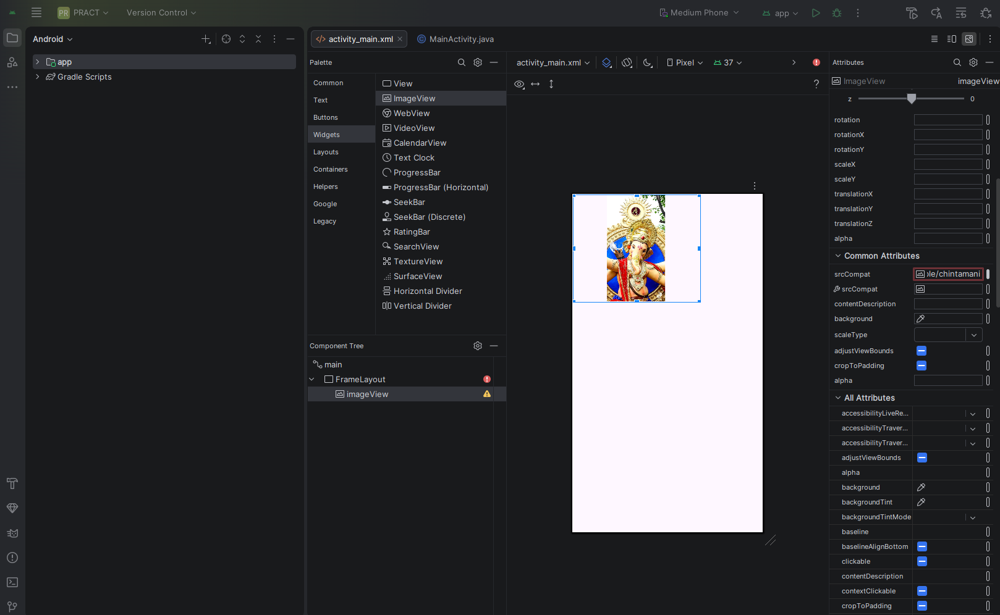 PR PRACT Version Control Medium Phone app
Android
app
Gradle Scripts
activity_main.xml MainActivity.java
Palette
Common
Text
Buttons
Widgets
Layouts
Containers
Helpers
Google
Legacy
View
ImageView
WebView
VideoView
CalendarView
Text Clock
ProgressBar
ProgressBar (Horizontal)
SeekBar
SeekBar (Discrete)
RatingBar
SearchView
TextureView
SurfaceView
Horizontal Divider
Vertical Divider
Component Tree
main
FrameLayout
imageView
activity_main.xml Pixel 37
?
Attributes
ImageView imageView
z 0
rotation
rotationX
rotationY
scaleX
scaleY
translationX
translationY
translationZ
alpha
Common Attributes
srcCompat ble/chintamani
srcCompat
contentDescription
background
scaleType
adjustViewBounds
cropToPadding
alpha
All Attributes
accessibilityLiveRe...
accessibilityTraver...
accessibilityTraver...
adjustViewBounds
alpha
background
backgroundTint
backgroundTintMode
baseline
baselineAlignBottom
clickable
contentDescription
contextClickable
cropToPadding